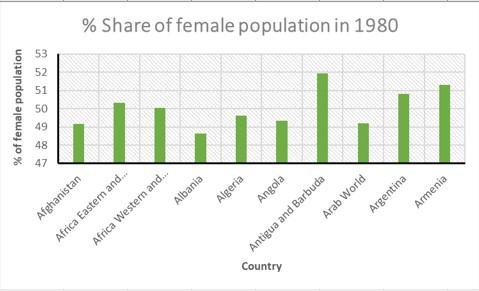 % Share of female population in 1980
% of female population
53
52
51
50
49
48
47
Afghanistan
Africa Eastern and...
Africa Western and...
Albania
Algeria
Angola
Antigua and Barbuda
Arab World
Argentina
Armenia
Country